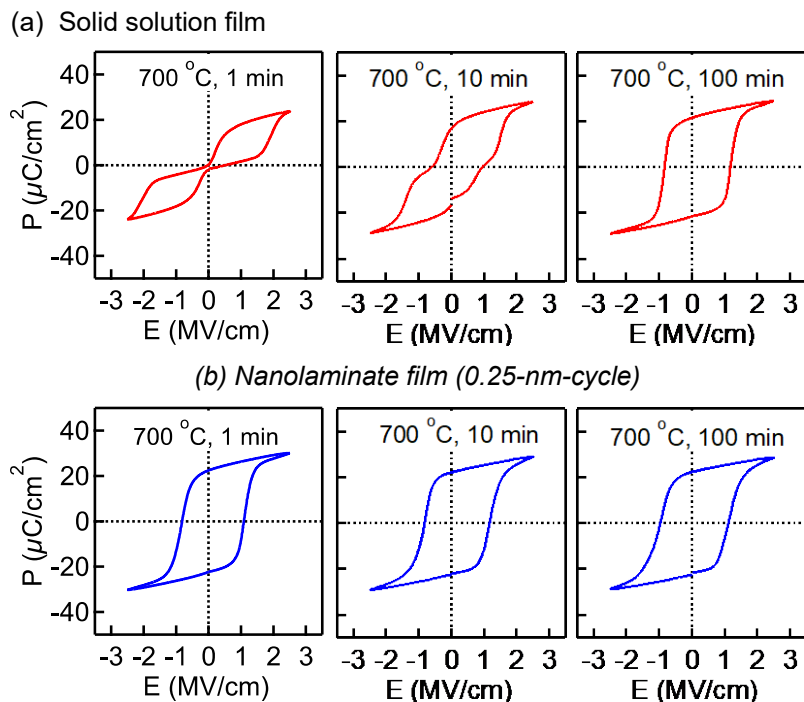 (a) Solid solution film
700 °C, 1 min
700 °C, 10 min
700 °C, 100 min
P (µC/cm²)
40
20
0
-20
-40
-3 -2 -1 0 1 2 3
-3 -2 -1 0 1 2 3
-3 -2 -1 0 1 2 3
E (MV/cm)
E (MV/cm)
E (MV/cm)
(b) Nanolaminate film (0.25-nm-cycle)
700 °C, 1 min
700 °C, 10 min
700 °C, 100 min
P (µC/cm²)
40
20
0
-20
-40
-3 -2 -1 0 1 2 3
-3 -2 -1 0 1 2 3
-3 -2 -1 0 1 2 3
E (MV/cm)
E (MV/cm)
E (MV/cm)